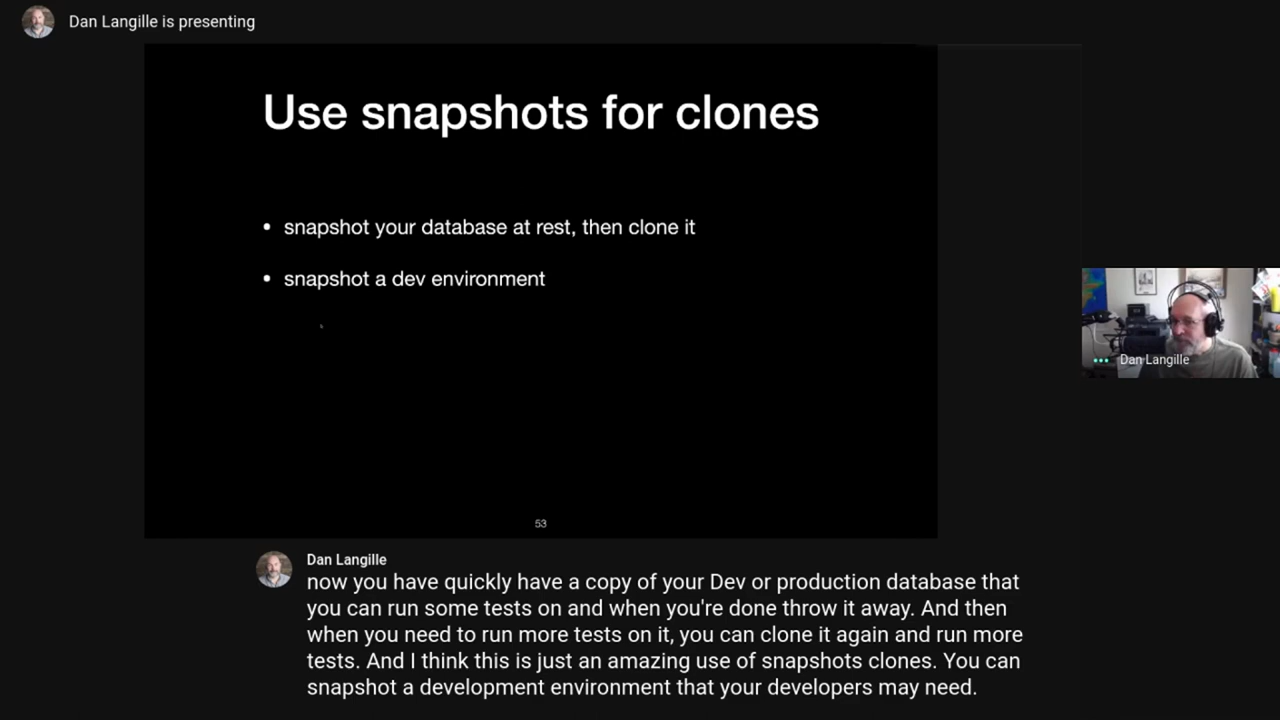 Dan Langille is presenting
Use snapshots for clones
• snapshot your database at rest, then clone it
• snapshot a dev environment
53
Dan Langille
Dan Langille
now you have quickly have a copy of your Dev or production database that
you can run some tests on and when you're done throw it away. And then
when you need to run more tests on it, you can clone it again and run more
tests. And I think this is just an amazing use of snapshots clones. You can
snapshot a development environment that your developers may need.